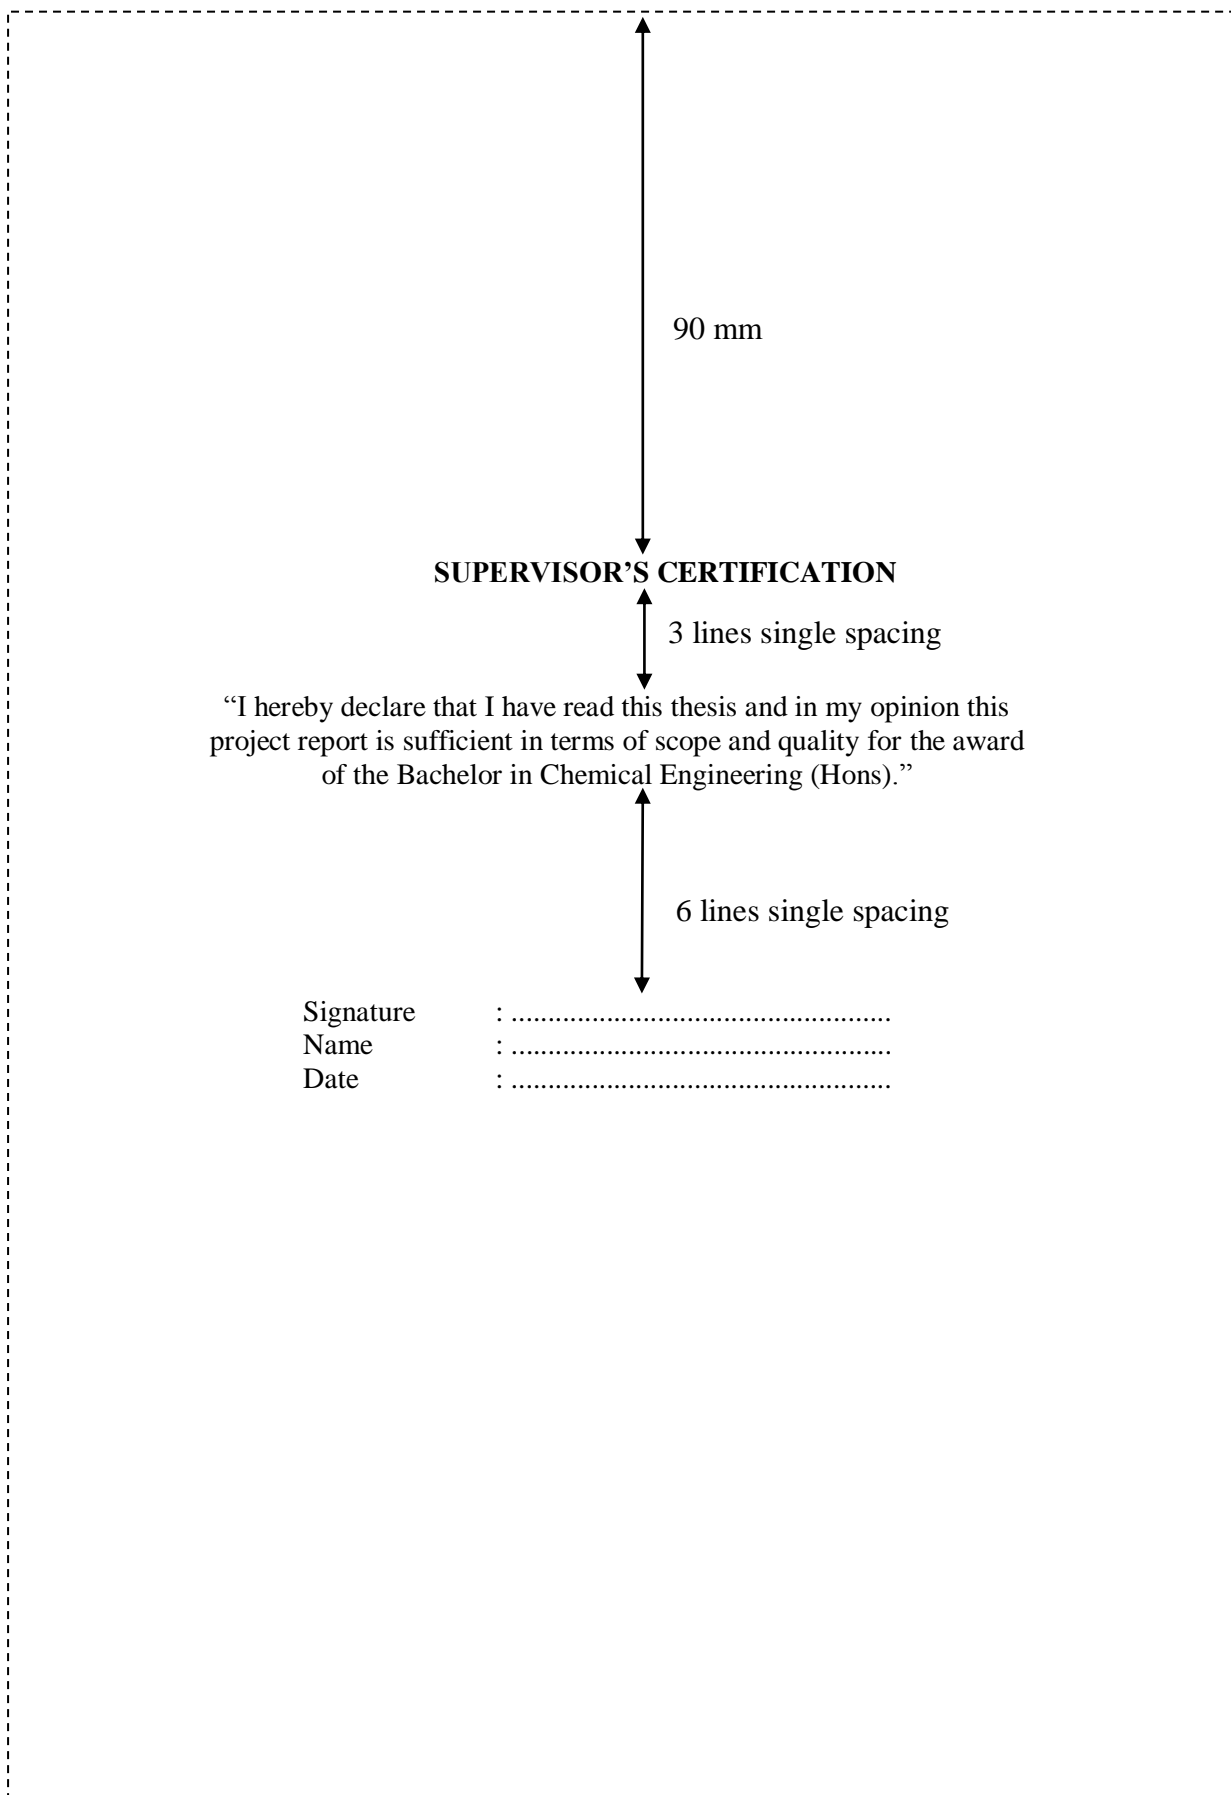 90 mm
SUPERVISOR’S CERTIFICATION
3 lines single spacing
“I hereby declare that I have read this thesis and in my opinion this
project report is sufficient in terms of scope and quality for the award
of the Bachelor in Chemical Engineering (Hons).”
6 lines single spacing
Signature : ....................................................
Name : ....................................................
Date : ....................................................